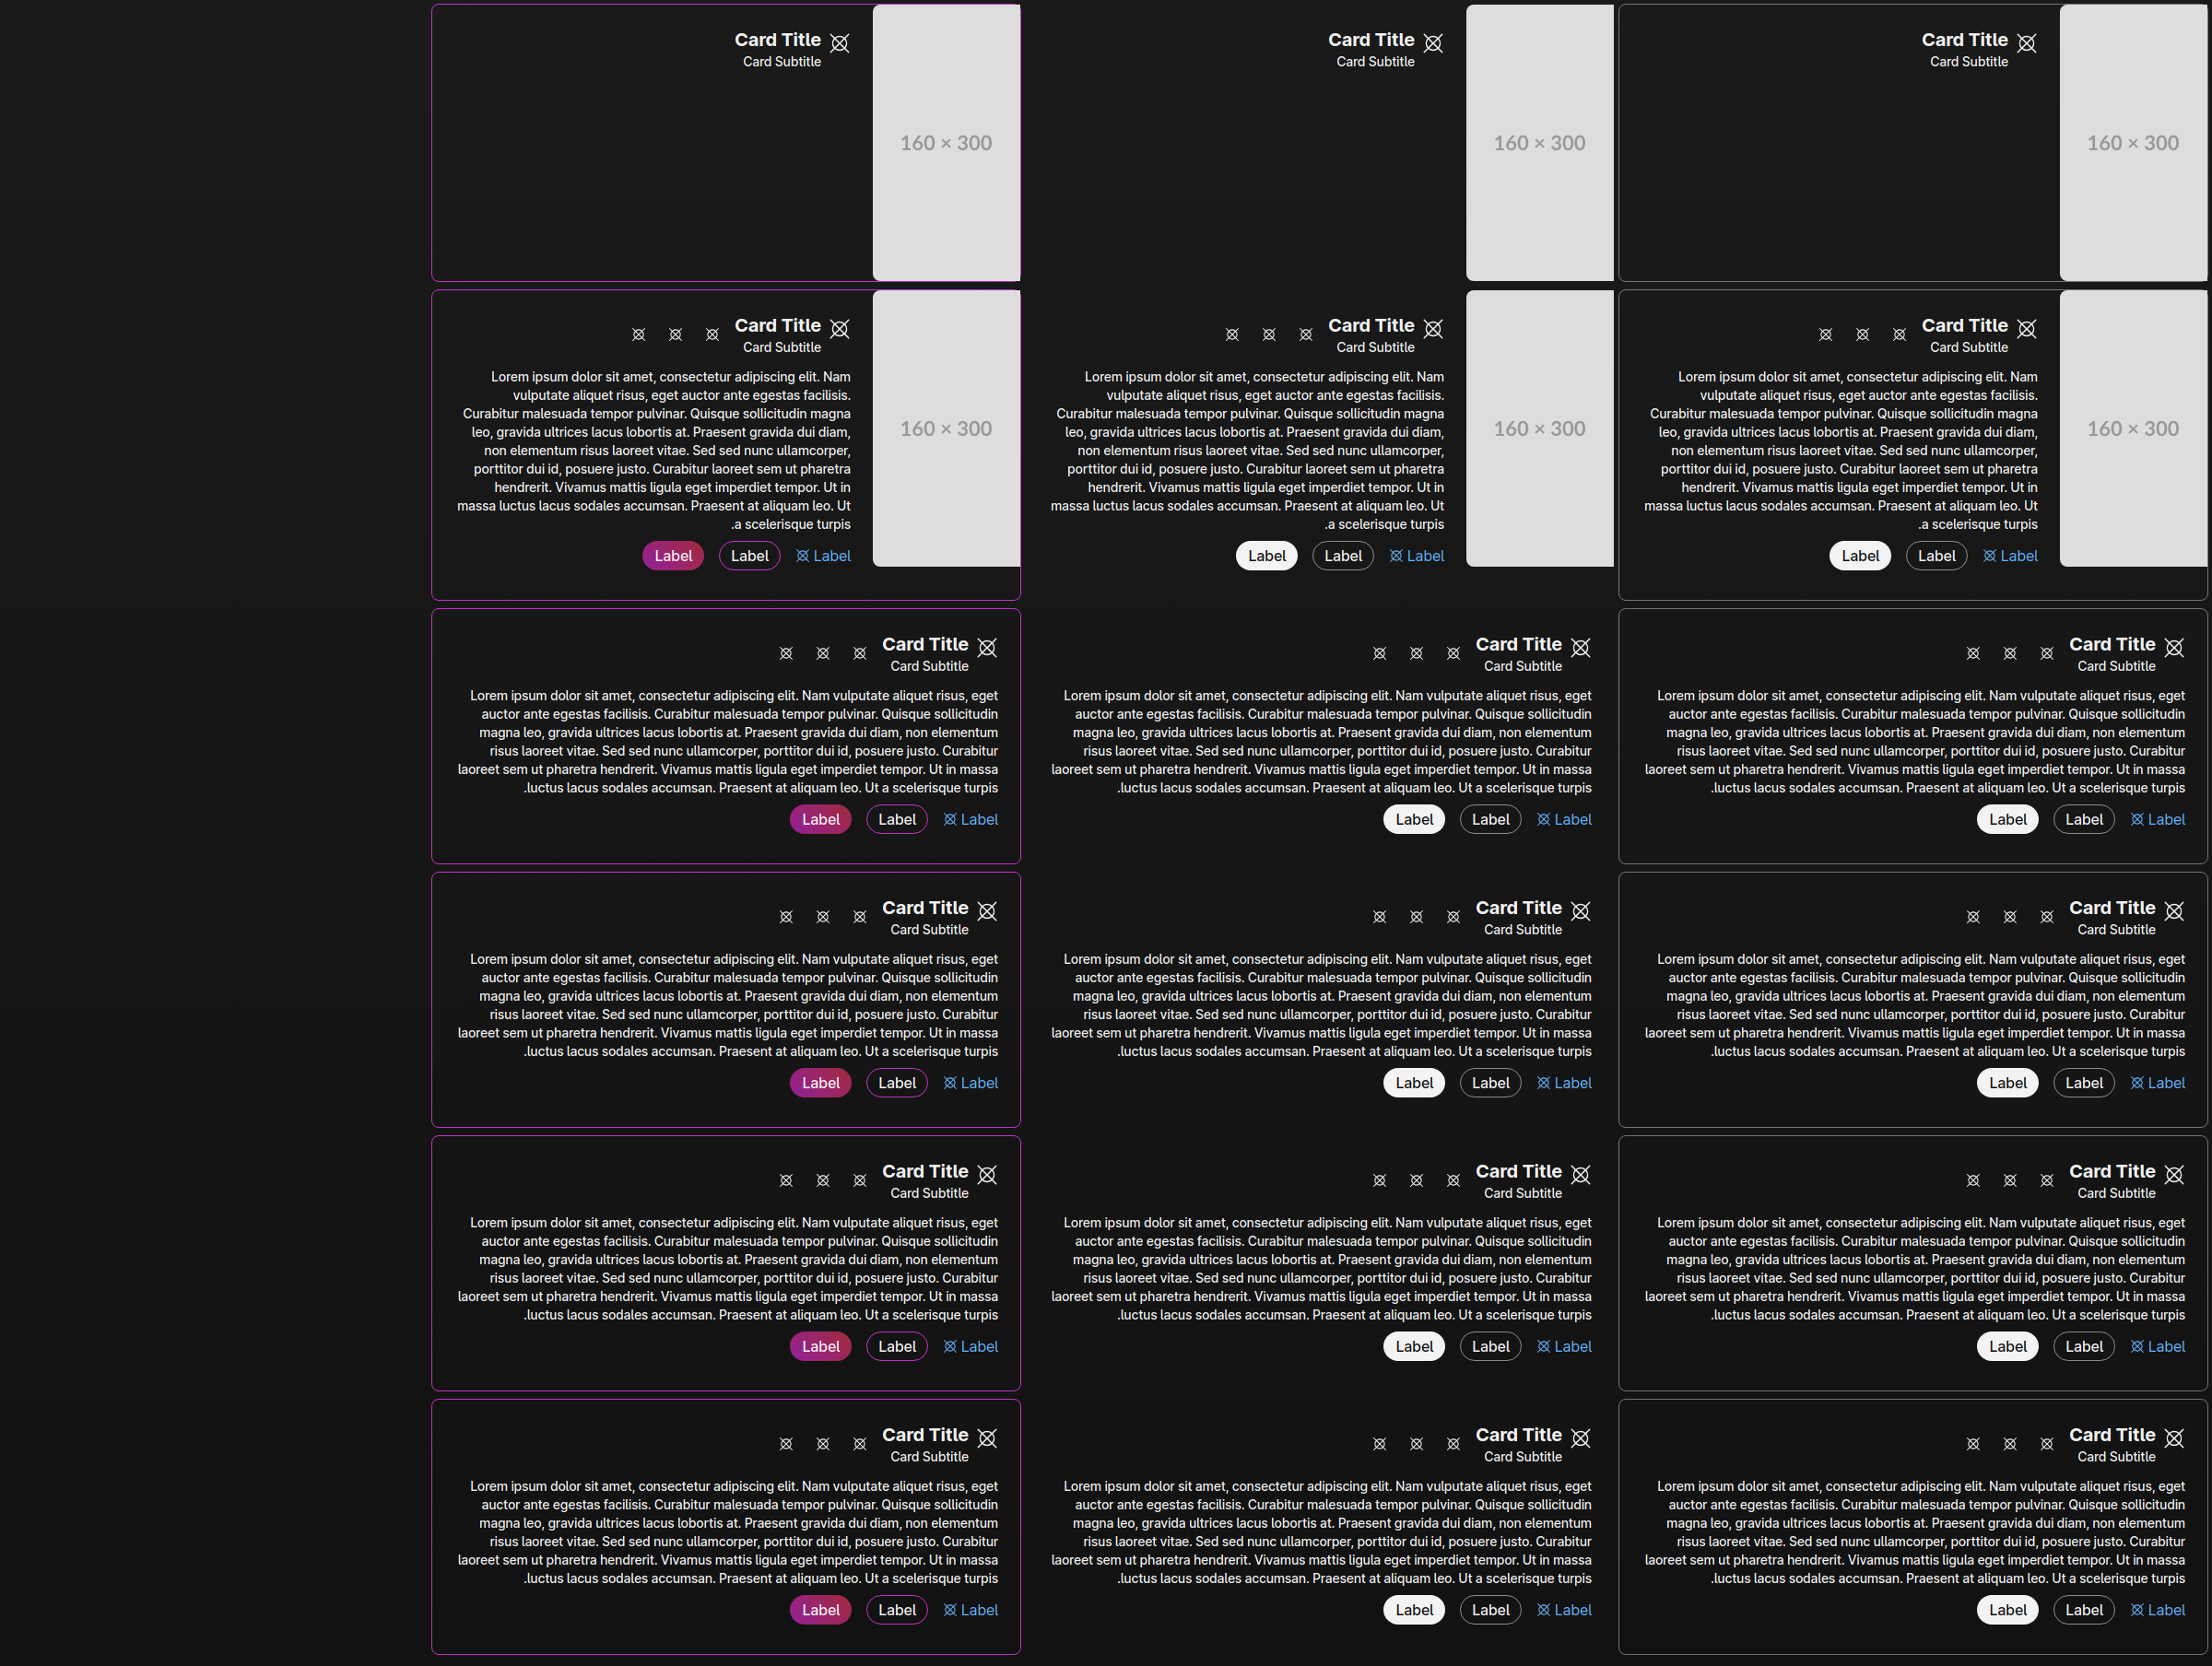 160 × 300
Card Title
Card Subtitle
160 × 300
Card Title
Card Subtitle
160 × 300
Card Title
Card Subtitle
160 × 300
Card Title
Card Subtitle
Lorem ipsum dolor sit amet, consectetur adipiscing elit. Nam
vulputate aliquet risus, eget auctor ante egestas facilisis.
Curabitur malesuada tempor pulvinar. Quisque sollicitudin magna
leo, gravida ultrices lacus lobortis at. Praesent gravida dui diam,
non elementum risus laoreet vitae. Sed sed nunc ullamcorper,
porttitor dui id, posuere justo. Curabitur laoreet sem ut pharetra
hendrerit. Vivamus mattis ligula eget imperdiet tempor. Ut in
massa luctus lacus sodales accumsan. Praesent at aliquam leo. Ut
.a scelerisque turpis
Label Label Label
160 × 300
Card Title
Card Subtitle
Lorem ipsum dolor sit amet, consectetur adipiscing elit. Nam
vulputate aliquet risus, eget auctor ante egestas facilisis.
Curabitur malesuada tempor pulvinar. Quisque sollicitudin magna
leo, gravida ultrices lacus lobortis at. Praesent gravida dui diam,
non elementum risus laoreet vitae. Sed sed nunc ullamcorper,
porttitor dui id, posuere justo. Curabitur laoreet sem ut pharetra
hendrerit. Vivamus mattis ligula eget imperdiet tempor. Ut in
massa luctus lacus sodales accumsan. Praesent at aliquam leo. Ut
.a scelerisque turpis
Label Label Label
160 × 300
Card Title
Card Subtitle
Lorem ipsum dolor sit amet, consectetur adipiscing elit. Nam
vulputate aliquet risus, eget auctor ante egestas facilisis.
Curabitur malesuada tempor pulvinar. Quisque sollicitudin magna
leo, gravida ultrices lacus lobortis at. Praesent gravida dui diam,
non elementum risus laoreet vitae. Sed sed nunc ullamcorper,
porttitor dui id, posuere justo. Curabitur laoreet sem ut pharetra
hendrerit. Vivamus mattis ligula eget imperdiet tempor. Ut in
massa luctus lacus sodales accumsan. Praesent at aliquam leo. Ut
.a scelerisque turpis
Label Label Label
Card Title
Card Subtitle
Lorem ipsum dolor sit amet, consectetur adipiscing elit. Nam vulputate aliquet risus, eget
auctor ante egestas facilisis. Curabitur malesuada tempor pulvinar. Quisque sollicitudin
magna leo, gravida ultrices lacus lobortis at. Praesent gravida dui diam, non elementum
risus laoreet vitae. Sed sed nunc ullamcorper, porttitor dui id, posuere justo. Curabitur
laoreet sem ut pharetra hendrerit. Vivamus mattis ligula eget imperdiet tempor. Ut in massa
.luctus lacus sodales accumsan. Praesent at aliquam leo. Ut a scelerisque turpis
Label Label Label
Card Title
Card Subtitle
Lorem ipsum dolor sit amet, consectetur adipiscing elit. Nam vulputate aliquet risus, eget
auctor ante egestas facilisis. Curabitur malesuada tempor pulvinar. Quisque sollicitudin
magna leo, gravida ultrices lacus lobortis at. Praesent gravida dui diam, non elementum
risus laoreet vitae. Sed sed nunc ullamcorper, porttitor dui id, posuere justo. Curabitur
laoreet sem ut pharetra hendrerit. Vivamus mattis ligula eget imperdiet tempor. Ut in massa
.luctus lacus sodales accumsan. Praesent at aliquam leo. Ut a scelerisque turpis
Label Label Label
Card Title
Card Subtitle
Lorem ipsum dolor sit amet, consectetur adipiscing elit. Nam vulputate aliquet risus, eget
auctor ante egestas facilisis. Curabitur malesuada tempor pulvinar. Quisque sollicitudin
magna leo, gravida ultrices lacus lobortis at. Praesent gravida dui diam, non elementum
risus laoreet vitae. Sed sed nunc ullamcorper, porttitor dui id, posuere justo. Curabitur
laoreet sem ut pharetra hendrerit. Vivamus mattis ligula eget imperdiet tempor. Ut in massa
.luctus lacus sodales accumsan. Praesent at aliquam leo. Ut a scelerisque turpis
Label Label Label
Card Title
Card Subtitle
Lorem ipsum dolor sit amet, consectetur adipiscing elit. Nam vulputate aliquet risus, eget
auctor ante egestas facilisis. Curabitur malesuada tempor pulvinar. Quisque sollicitudin
magna leo, gravida ultrices lacus lobortis at. Praesent gravida dui diam, non elementum
risus laoreet vitae. Sed sed nunc ullamcorper, porttitor dui id, posuere justo. Curabitur
laoreet sem ut pharetra hendrerit. Vivamus mattis ligula eget imperdiet tempor. Ut in massa
.luctus lacus sodales accumsan. Praesent at aliquam leo. Ut a scelerisque turpis
Label Label Label
Card Title
Card Subtitle
Lorem ipsum dolor sit amet, consectetur adipiscing elit. Nam vulputate aliquet risus, eget
auctor ante egestas facilisis. Curabitur malesuada tempor pulvinar. Quisque sollicitudin
magna leo, gravida ultrices lacus lobortis at. Praesent gravida dui diam, non elementum
risus laoreet vitae. Sed sed nunc ullamcorper, porttitor dui id, posuere justo. Curabitur
laoreet sem ut pharetra hendrerit. Vivamus mattis ligula eget imperdiet tempor. Ut in massa
.luctus lacus sodales accumsan. Praesent at aliquam leo. Ut a scelerisque turpis
Label Label Label
Card Title
Card Subtitle
Lorem ipsum dolor sit amet, consectetur adipiscing elit. Nam vulputate aliquet risus, eget
auctor ante egestas facilisis. Curabitur malesuada tempor pulvinar. Quisque sollicitudin
magna leo, gravida ultrices lacus lobortis at. Praesent gravida dui diam, non elementum
risus laoreet vitae. Sed sed nunc ullamcorper, porttitor dui id, posuere justo. Curabitur
laoreet sem ut pharetra hendrerit. Vivamus mattis ligula eget imperdiet tempor. Ut in massa
.luctus lacus sodales accumsan. Praesent at aliquam leo. Ut a scelerisque turpis
Label Label Label
Card Title
Card Subtitle
Lorem ipsum dolor sit amet, consectetur adipiscing elit. Nam vulputate aliquet risus, eget
auctor ante egestas facilisis. Curabitur malesuada tempor pulvinar. Quisque sollicitudin
magna leo, gravida ultrices lacus lobortis at. Praesent gravida dui diam, non elementum
risus laoreet vitae. Sed sed nunc ullamcorper, porttitor dui id, posuere justo. Curabitur
laoreet sem ut pharetra hendrerit. Vivamus mattis ligula eget imperdiet tempor. Ut in massa
.luctus lacus sodales accumsan. Praesent at aliquam leo. Ut a scelerisque turpis
Label Label Label
Card Title
Card Subtitle
Lorem ipsum dolor sit amet, consectetur adipiscing elit. Nam vulputate aliquet risus, eget
auctor ante egestas facilisis. Curabitur malesuada tempor pulvinar. Quisque sollicitudin
magna leo, gravida ultrices lacus lobortis at. Praesent gravida dui diam, non elementum
risus laoreet vitae. Sed sed nunc ullamcorper, porttitor dui id, posuere justo. Curabitur
laoreet sem ut pharetra hendrerit. Vivamus mattis ligula eget imperdiet tempor. Ut in massa
.luctus lacus sodales accumsan. Praesent at aliquam leo. Ut a scelerisque turpis
Label Label Label
Card Title
Card Subtitle
Lorem ipsum dolor sit amet, consectetur adipiscing elit. Nam vulputate aliquet risus, eget
auctor ante egestas facilisis. Curabitur malesuada tempor pulvinar. Quisque sollicitudin
magna leo, gravida ultrices lacus lobortis at. Praesent gravida dui diam, non elementum
risus laoreet vitae. Sed sed nunc ullamcorper, porttitor dui id, posuere justo. Curabitur
laoreet sem ut pharetra hendrerit. Vivamus mattis ligula eget imperdiet tempor. Ut in massa
.luctus lacus sodales accumsan. Praesent at aliquam leo. Ut a scelerisque turpis
Label Label Label
Card Title
Card Subtitle
Lorem ipsum dolor sit amet, consectetur adipiscing elit. Nam vulputate aliquet risus, eget
auctor ante egestas facilisis. Curabitur malesuada tempor pulvinar. Quisque sollicitudin
magna leo, gravida ultrices lacus lobortis at. Praesent gravida dui diam, non elementum
risus laoreet vitae. Sed sed nunc ullamcorper, porttitor dui id, posuere justo. Curabitur
laoreet sem ut pharetra hendrerit. Vivamus mattis ligula eget imperdiet tempor. Ut in massa
.luctus lacus sodales accumsan. Praesent at aliquam leo. Ut a scelerisque turpis
Label Label Label
Card Title
Card Subtitle
Lorem ipsum dolor sit amet, consectetur adipiscing elit. Nam vulputate aliquet risus, eget
auctor ante egestas facilisis. Curabitur malesuada tempor pulvinar. Quisque sollicitudin
magna leo, gravida ultrices lacus lobortis at. Praesent gravida dui diam, non elementum
risus laoreet vitae. Sed sed nunc ullamcorper, porttitor dui id, posuere justo. Curabitur
laoreet sem ut pharetra hendrerit. Vivamus mattis ligula eget imperdiet tempor. Ut in massa
.luctus lacus sodales accumsan. Praesent at aliquam leo. Ut a scelerisque turpis
Label Label Label
Card Title
Card Subtitle
Lorem ipsum dolor sit amet, consectetur adipiscing elit. Nam vulputate aliquet risus, eget
auctor ante egestas facilisis. Curabitur malesuada tempor pulvinar. Quisque sollicitudin
magna leo, gravida ultrices lacus lobortis at. Praesent gravida dui diam, non elementum
risus laoreet vitae. Sed sed nunc ullamcorper, porttitor dui id, posuere justo. Curabitur
laoreet sem ut pharetra hendrerit. Vivamus mattis ligula eget imperdiet tempor. Ut in massa
.luctus lacus sodales accumsan. Praesent at aliquam leo. Ut a scelerisque turpis
Label Label Label